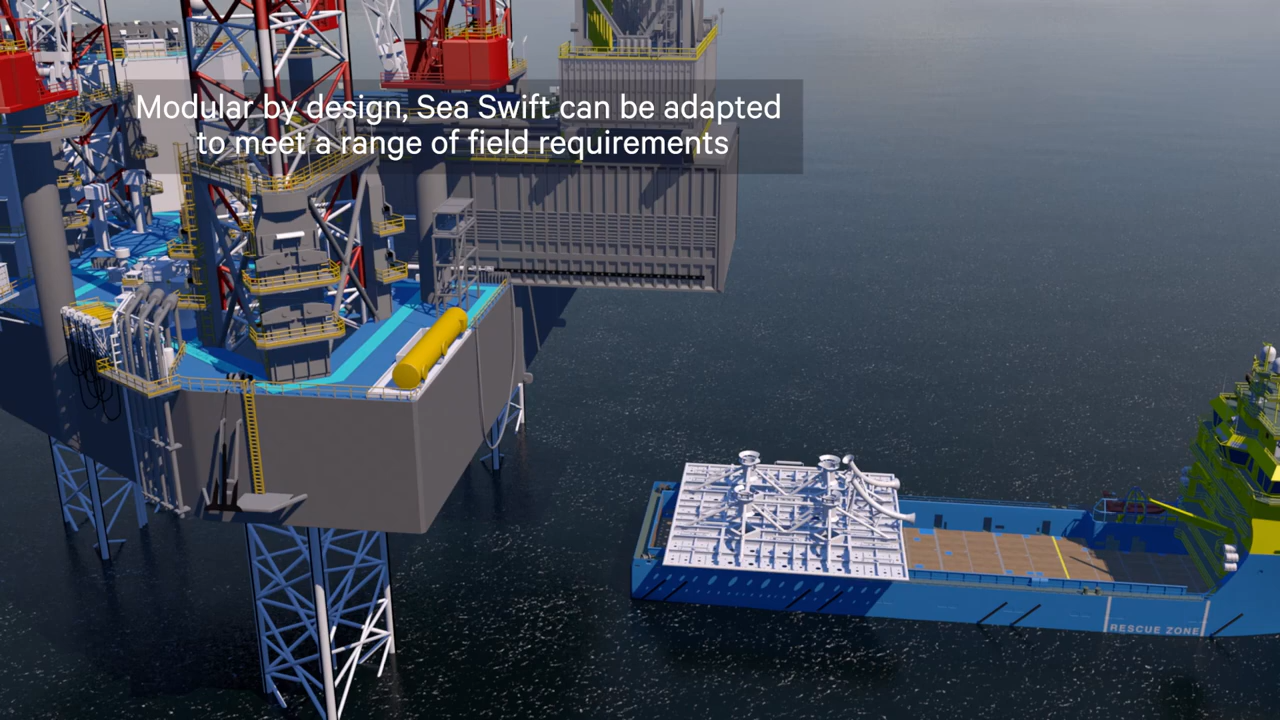 Modular by design, Sea Swift can be adapted
to meet a range of field requirements
RESCUE ZONE